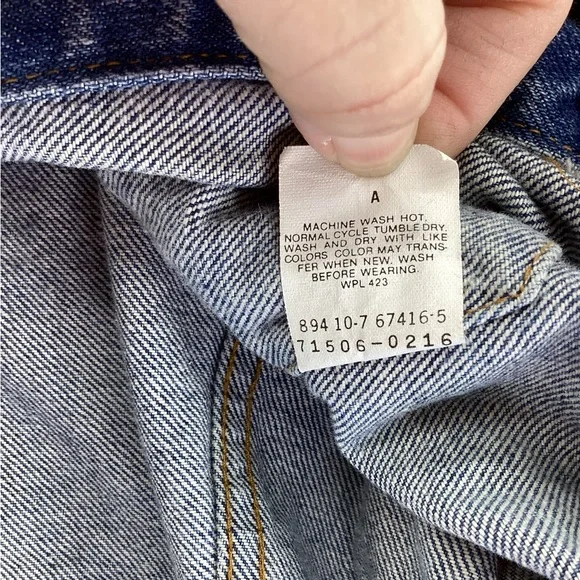 A
MACHINE WASH HOT,
NORMAL CYCLE TUMBLE DRY,
WASH AND DRY WITH LIKE
COLORS COLOR MAY TRANS-
FER WHEN NEW, WASH
BEFORE WEARING.
WPL 423
894 10-7 67416-5
71506-0216